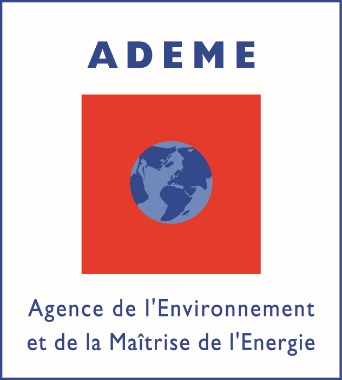 ADEME
Agence de l'Environnement
et de la Maîtrise de l'Energie